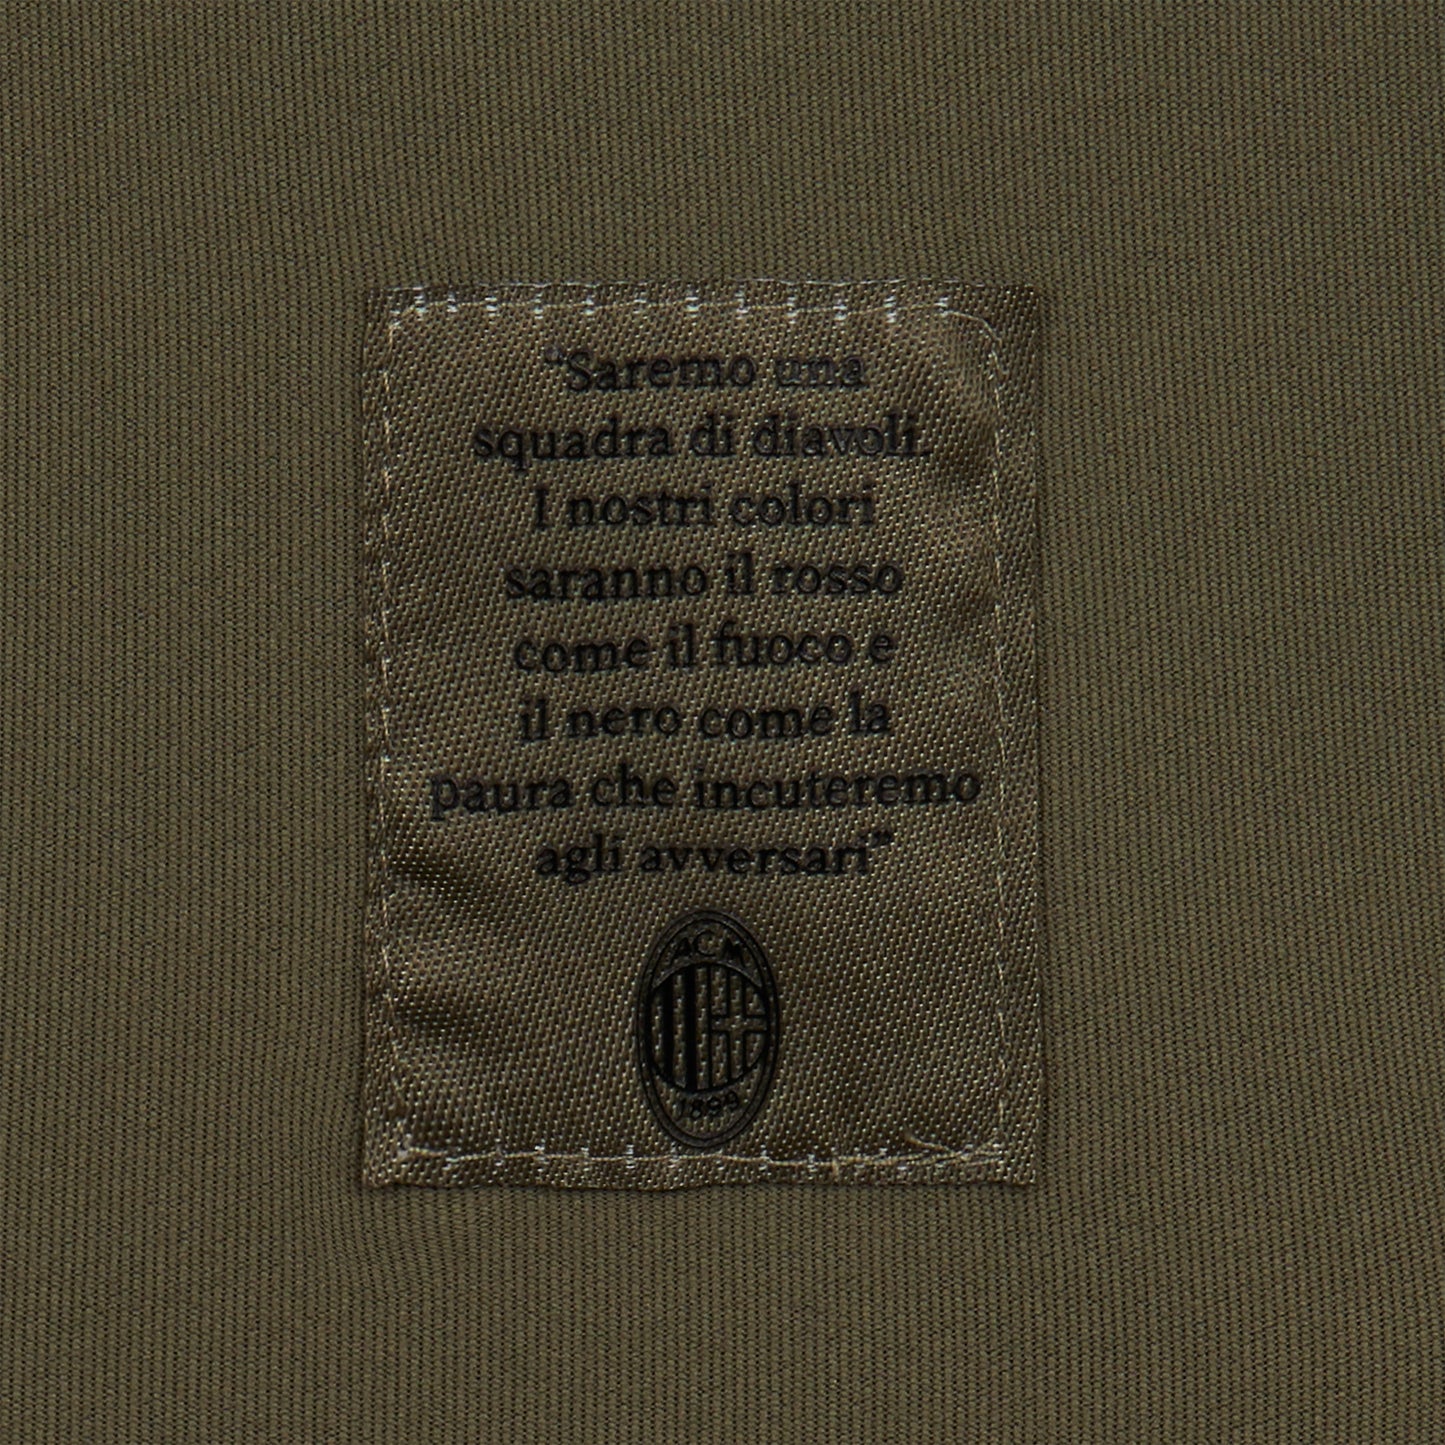 “Saremo una
squadra di diavoli.
I nostri colori
saranno il rosso
come il fuoco e
il nero come la
paura che incuteremo
agli avversari”
ACM
1899